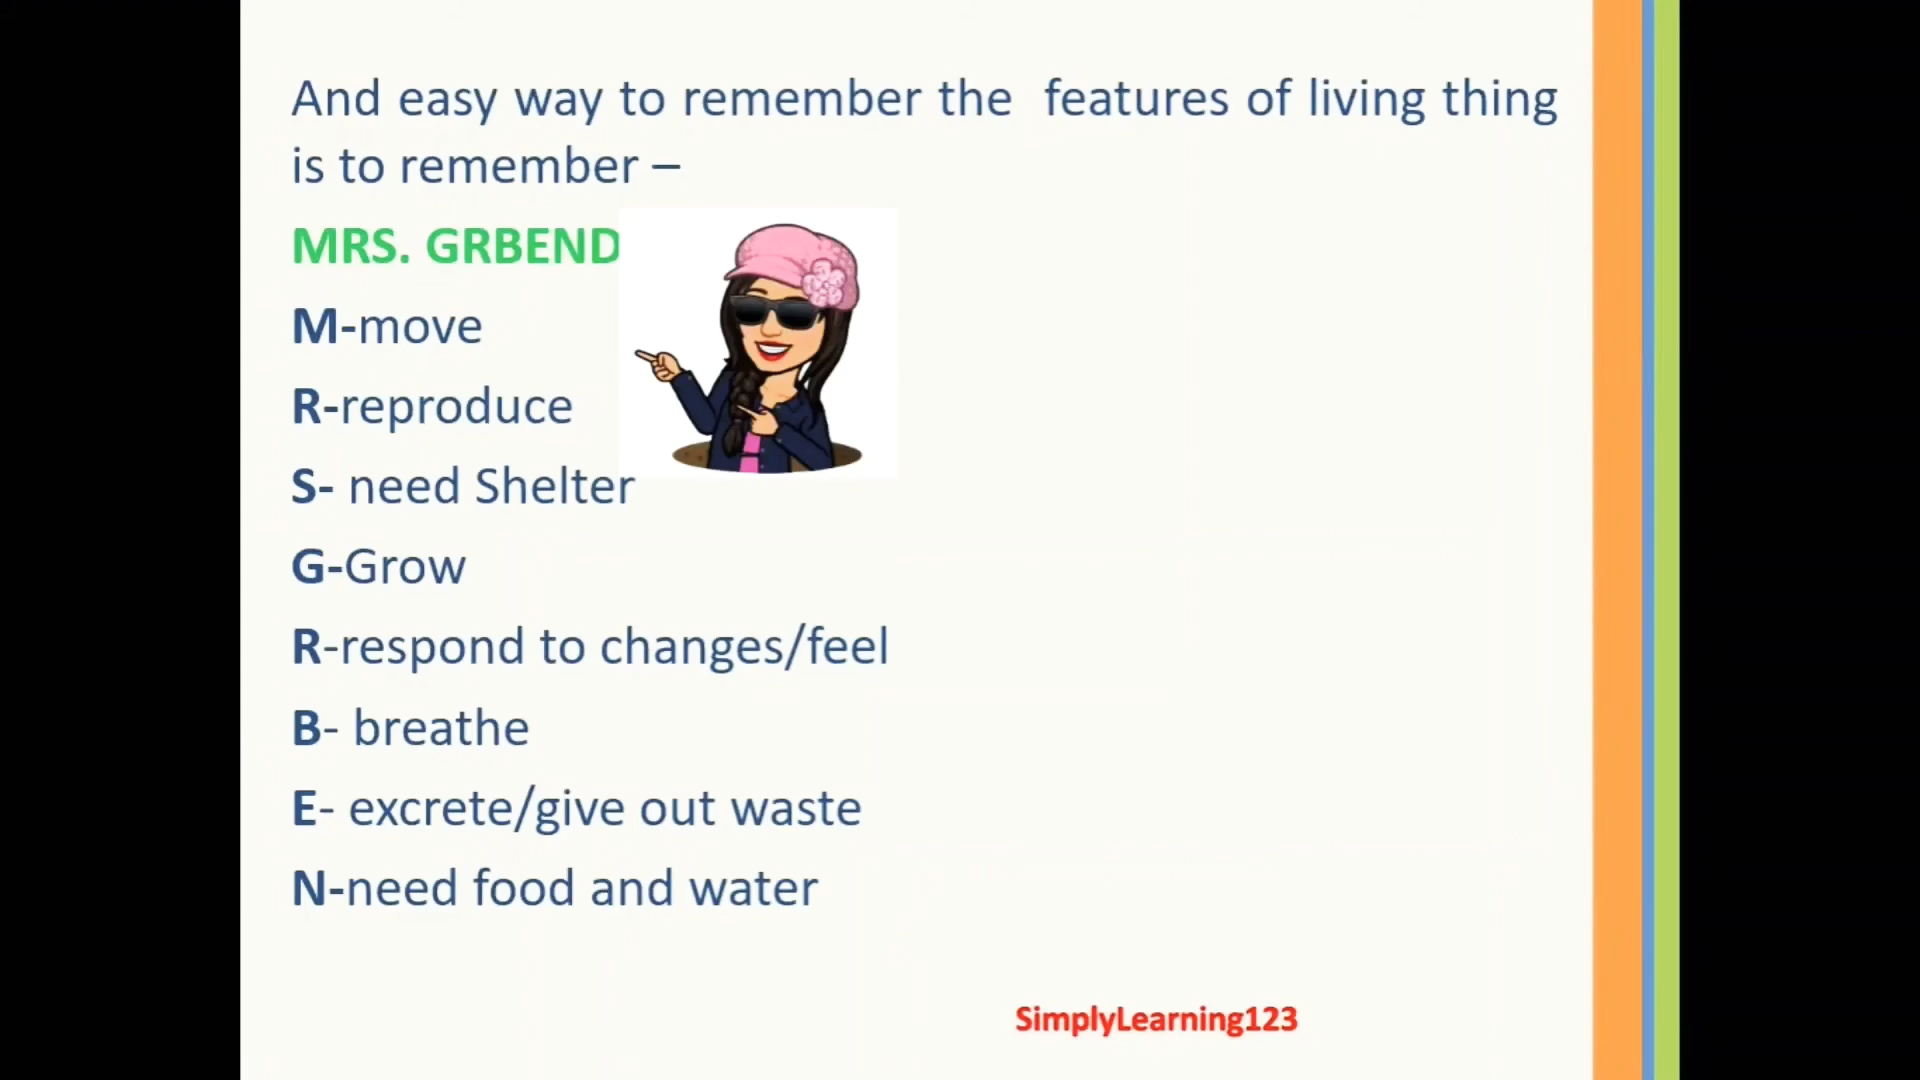 And easy way to remember the features of living thing
is to remember –
MRS. GRBEND
M-move
R-reproduce
S- need Shelter
G-Grow
R-respond to changes/feel
B- breathe
E- excrete/give out waste
N-need food and water
SimplyLearning123